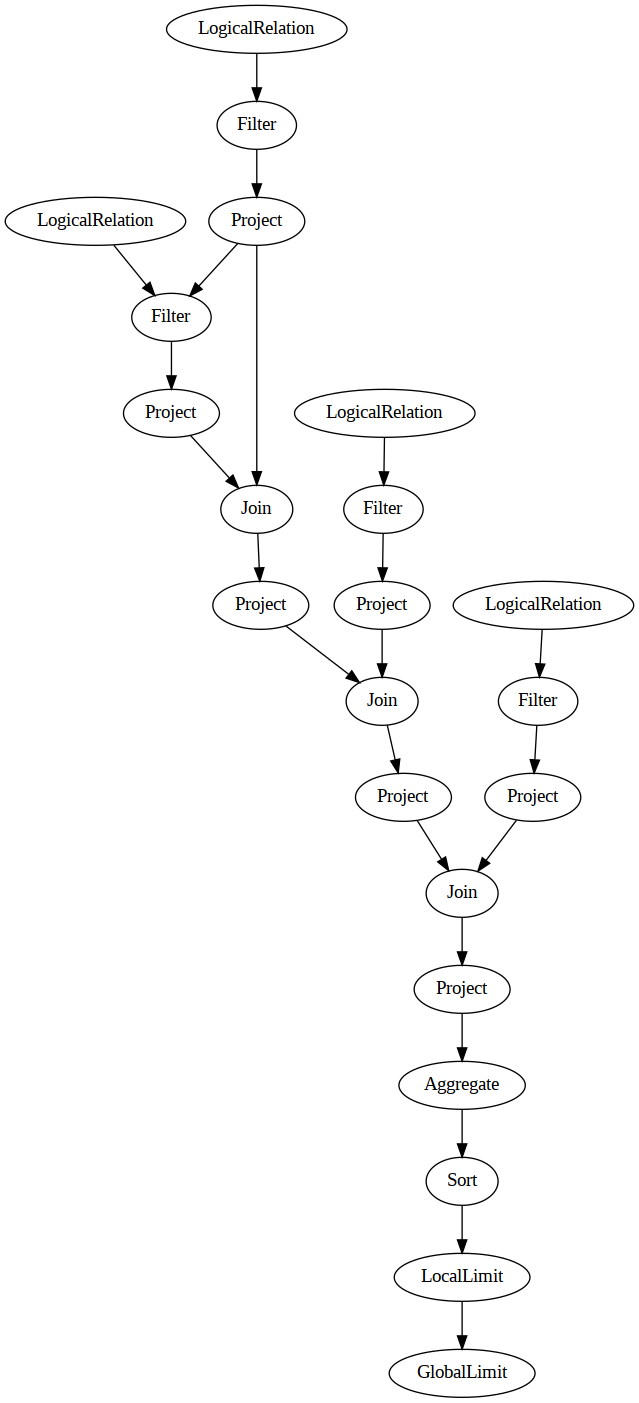 LogicalRelation
Filter
LogicalRelation
Project
Filter
Project
LogicalRelation
Join
Filter
Project
Project
LogicalRelation
Join
Filter
Project
Project
Join
Project
Aggregate
Sort
LocalLimit
GlobalLimit